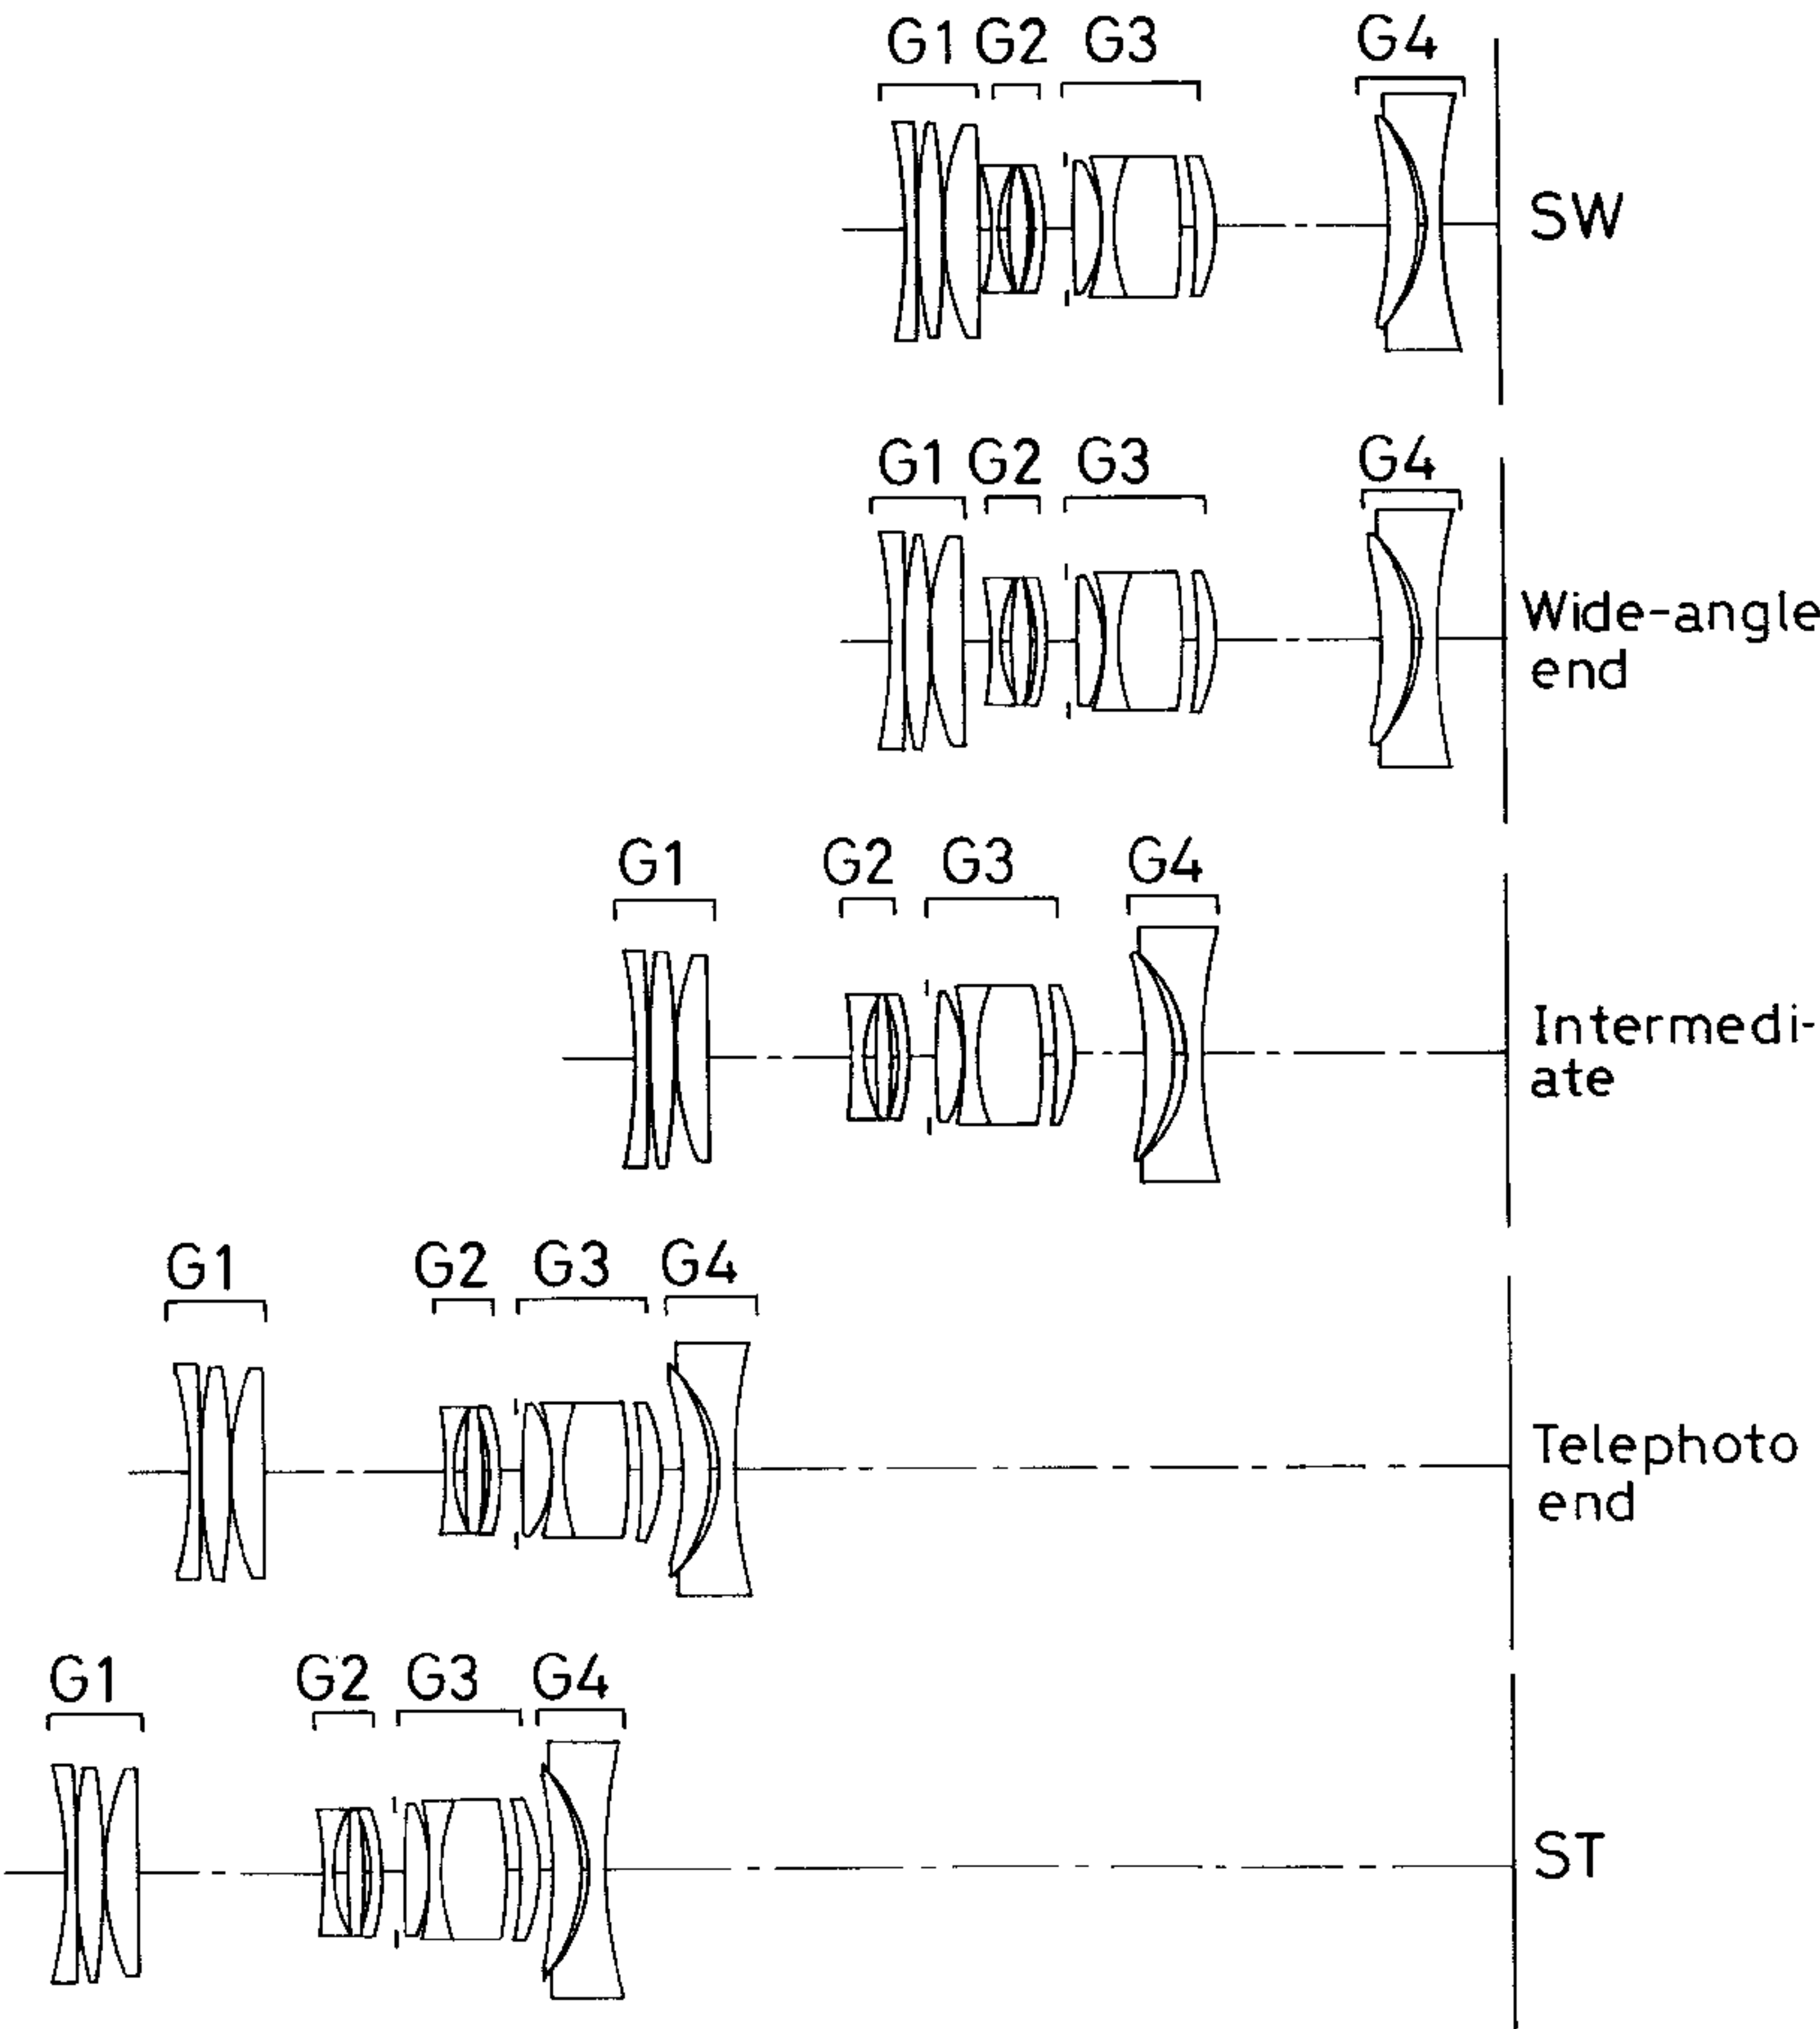 G1 G2 G3 G4
SW
G1 G2 G3 G4
Wide-angle
end
G1 G2 G3 G4
Intermedi-
ate
G1 G2 G3 G4
Telephoto
end
G1 G2 G3 G4
ST